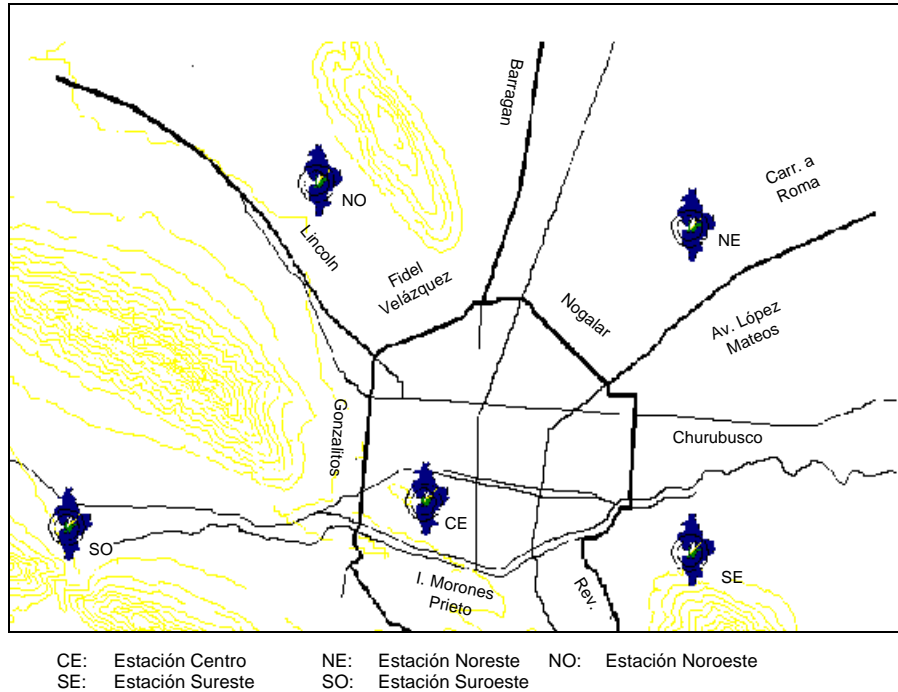 Barragan
Carr. a
Roma
NO
NE
Lincoln
Fidel
Velázquez
Nogalar
Av. López
Mateos
Gonzalitos
Churubusco
CE
SO
SE
I. Morones
Prieto
Rev.
CE: Estación Centro NE: Estación Noreste NO: Estación Noroeste
SE: Estación Sureste SO: Estación Suroeste